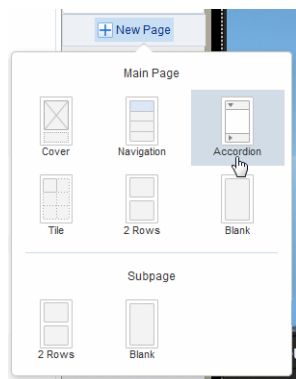 New Page
Main Page
Cover Navigation Accordion
Tile 2 Rows Blank
Subpage
2 Rows Blank